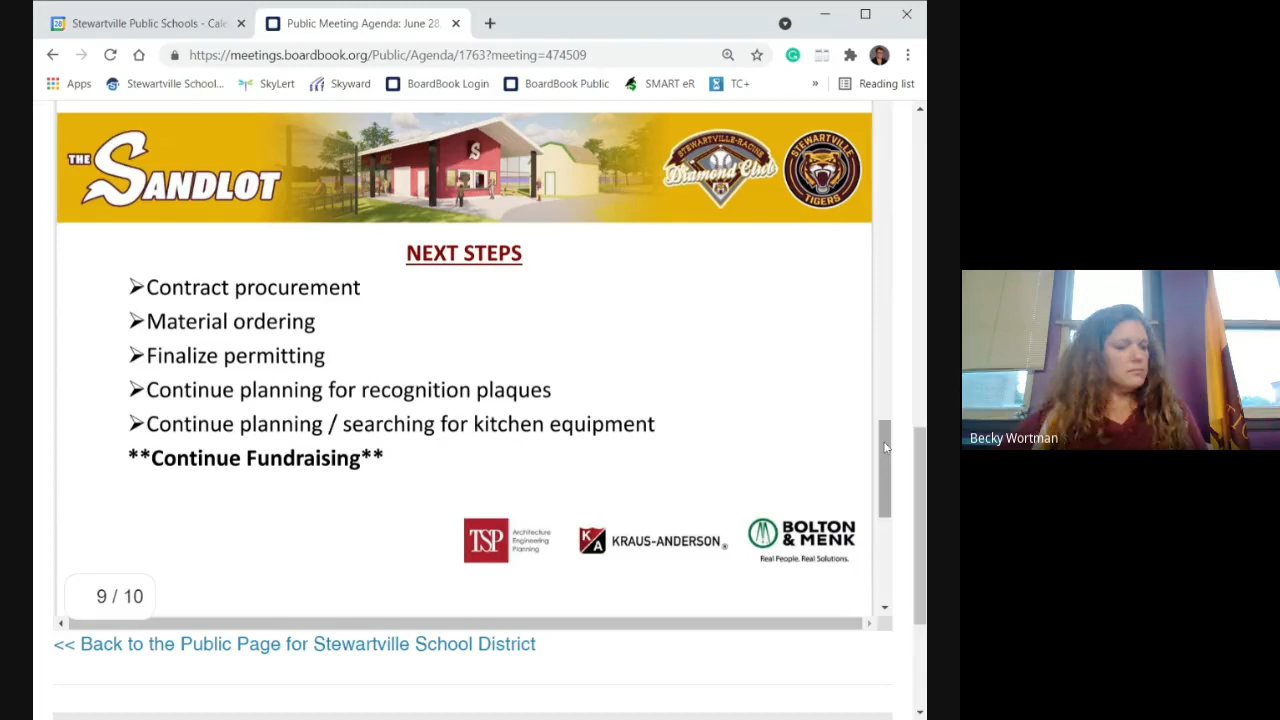 Stewartville Public Schools - Cale
Public Meeting Agenda: June 28,
https://meetings.boardbook.org/Public/Agenda/1763?meeting=474509
Apps
Stewartville School...
SkyLert
Skyward
BoardBook Login
BoardBook Public
SMART eR
TC+
»
Reading list
THE SANDLOT
S
STEWARTVILLE-RACINE
Diamond Club
STEWARTVILLE
TIGERS
NEXT STEPS
➢Contract procurement
➢Material ordering
➢Finalize permitting
➢Continue planning for recognition plaques
➢Continue planning / searching for kitchen equipment
**Continue Fundraising**
TSP
Architecture
Engineering
Planning
K A
KRAUS-ANDERSON®
BOLTON
& MENK
Real People. Real Solutions.
9 / 10
<< Back to the Public Page for Stewartville School District
Becky Wortman